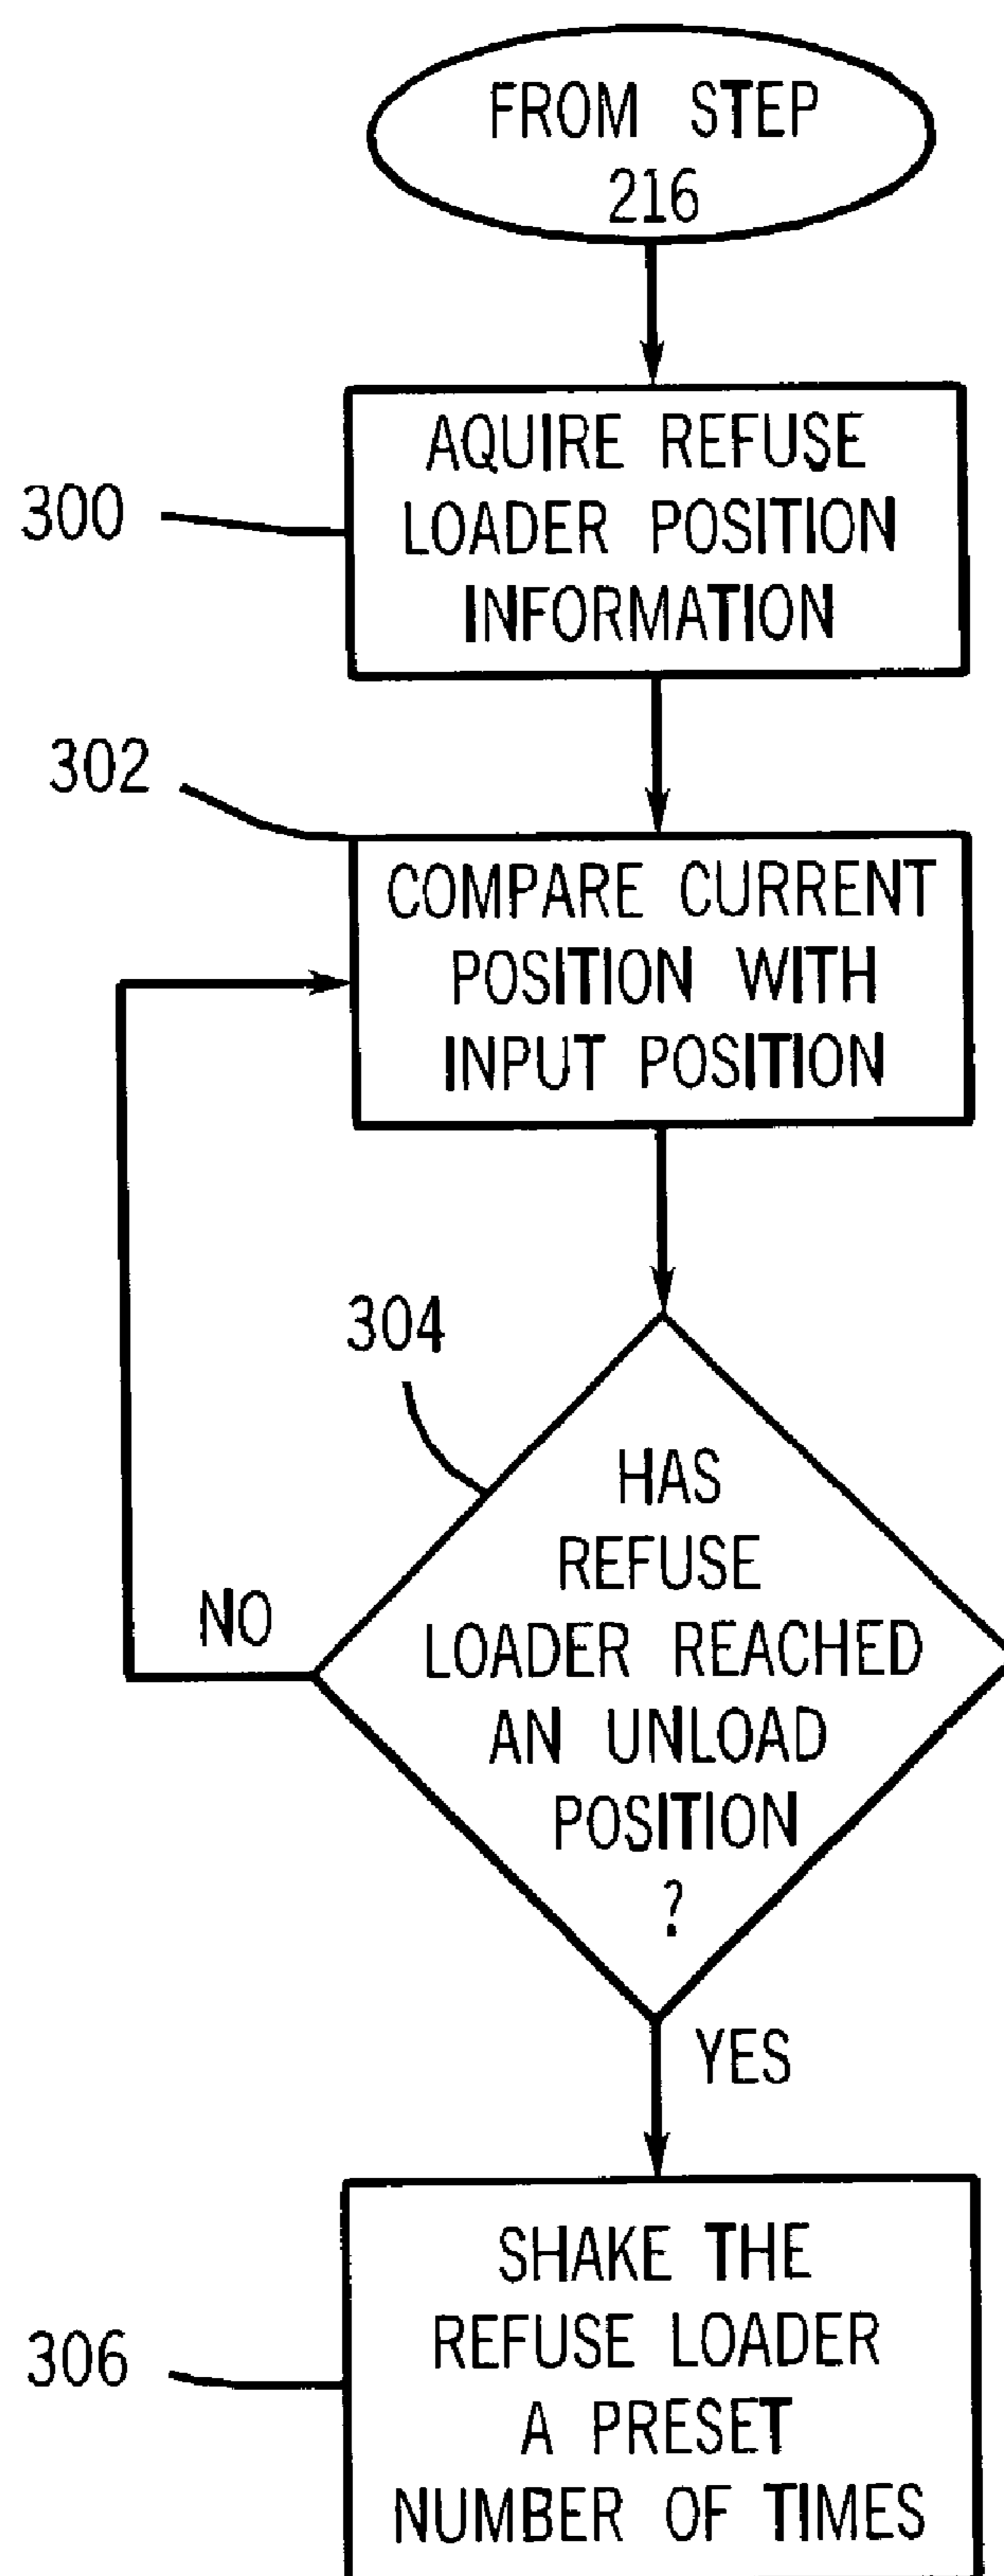 FROM STEP
216
300
AQUIRE REFUSE
LOADER POSITION
INFORMATION
302
COMPARE CURRENT
POSITION WITH
INPUT POSITION
304
HAS
REFUSE
LOADER REACHED
AN UNLOAD
POSITION
?
NO
YES
306
SHAKE THE
REFUSE LOADER
A PRESET
NUMBER OF TIMES